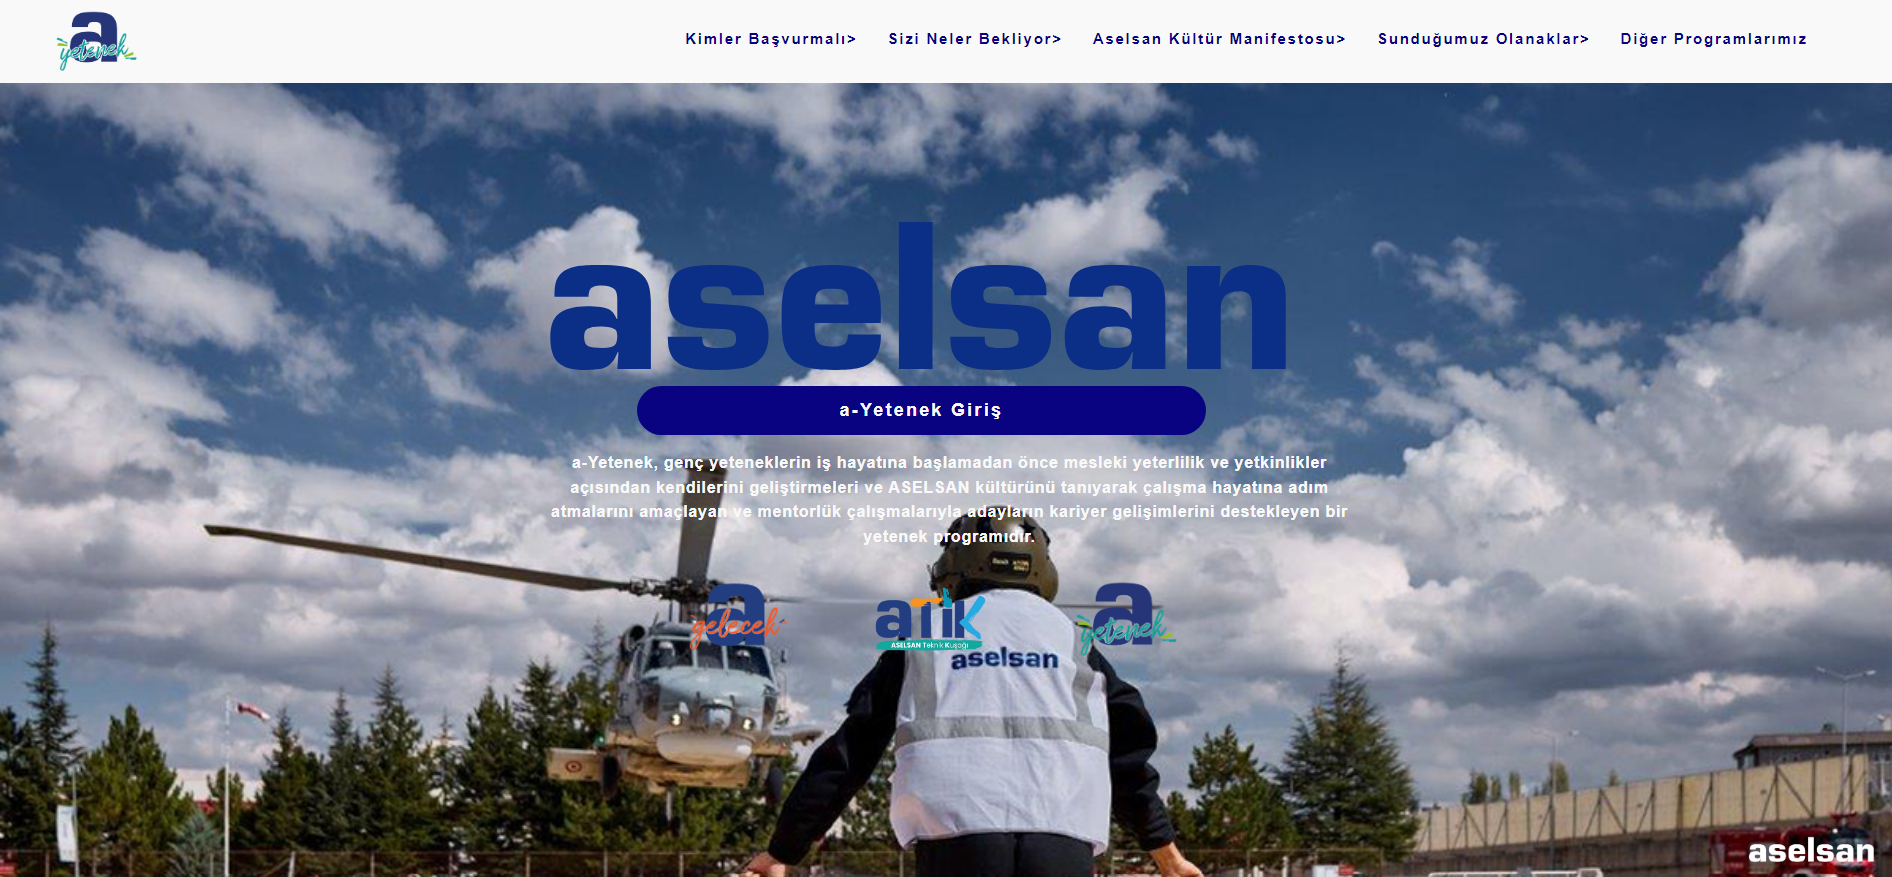 a
yetenek
Kimler Başvurmalı> Sizi Neler Bekliyor> Aselsan Kültür Manifestosu> Sunduğumuz Olanaklar> Diğer Programlarımız
aselsan
a-Yetenek Giriş
a-Yetenek, genç yeteneklerin iş hayatına başlamadan önce mesleki yeterlilik ve yetkinlikler
açısından kendilerini geliştirmeleri ve ASELSAN kültürünü tanıyarak çalışma hayatına adım
atmalarını amaçlayan ve mentorlük çalışmalarıyla adayların kariyer gelişimlerini destekleyen bir
yetenek programıdır.
a
gelecek
atik
ASELSAN Teknik Kuşağı
a
yetenek
aselsan
aselsan